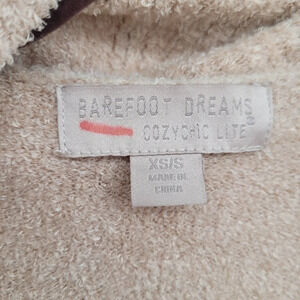 BAREFOOT DREAMS®
COZYCHIC LITE
XS/S
MADE IN
CHINA